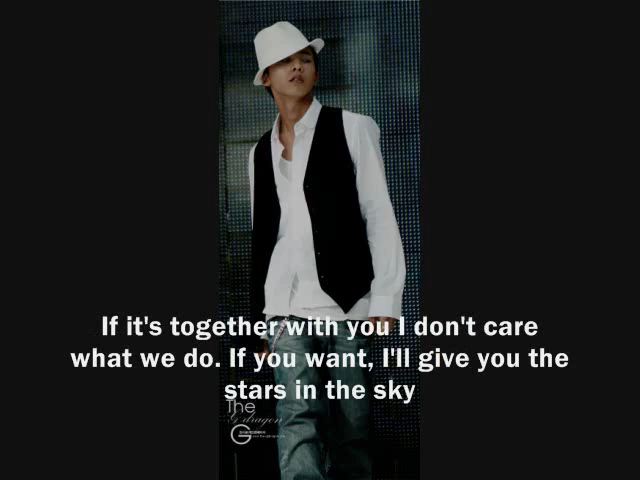 If it's together with you I don't care
what we do. If you want, I'll give you the
stars in the sky
The
G-dragon
G